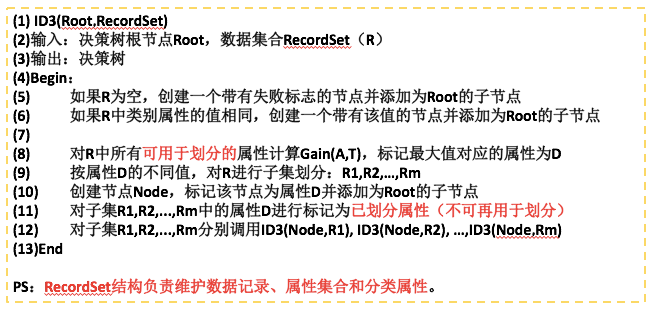 (1) ID3(Root,RecordSet)
(2)输入：决策树根节点Root，数据集合RecordSet（R）
(3)输出：决策树
(4)Begin：
(5) 如果R为空，创建一个带有失败标志的节点并添加为Root的子节点
(6) 如果R中类别属性的值相同，创建一个带有该值的节点并添加为Root的子节点
(7)
(8) 对R中所有可用于划分的属性计算Gain(A,T)，标记最大值对应的属性为D
(9) 按属性D的不同值，对R进行子集划分：R1,R2,…,Rm
(10) 创建节点Node，标记该节点为属性D并添加为Root的子节点
(11) 对子集R1,R2,...,Rm中的属性D进行标记为已划分属性（不可再用于划分）
(12) 对子集R1,R2,...,Rm分别调用ID3(Node,R1), ID3(Node,R2), …,ID3(Node,Rm)
(13)End
PS：RecordSet结构负责维护数据记录、属性集合和分类属性。